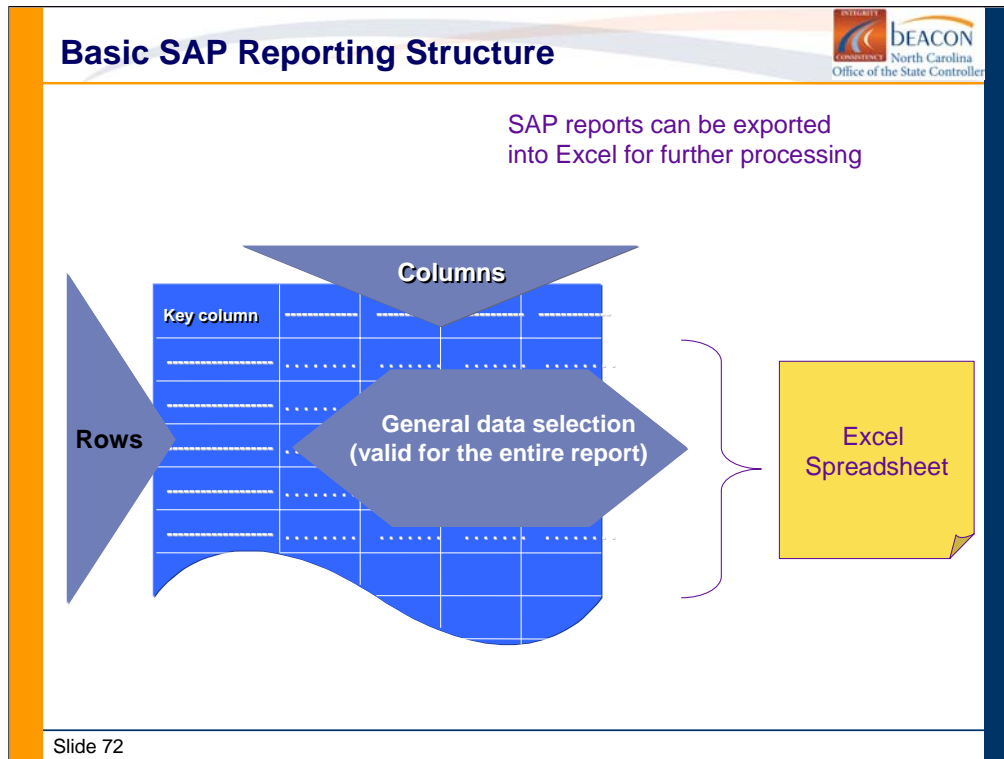 Basic SAP Reporting Structure
INTEGRITY
CONSISTENCY
bEACON
North Carolina
Office of the State Controller
SAP reports can be exported
into Excel for further processing
Columns
Key column
Rows
General data selection
(valid for the entire report)
Excel
Spreadsheet
Slide 72